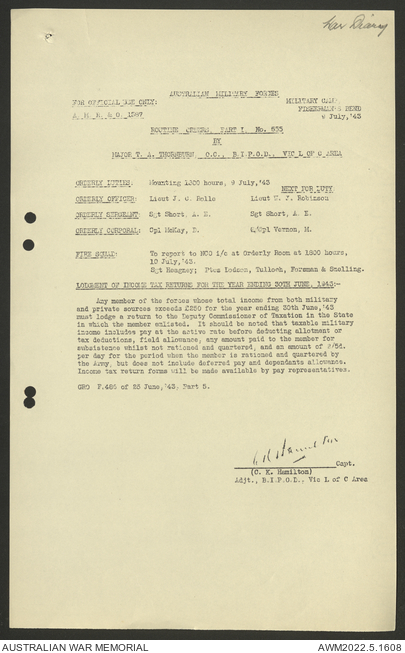 War Diary
AUSTRALIAN MILITARY FORCES
FOR OFFICIAL USE ONLY: MILITARY CAMP
A.M.F. & O. FISHERMAN'S BEND
9 July,'43
ROUTINE ORDERS PART I. No. 533
BY
MAJOR T. A. THORNBURN, O.C., B.I.P.O.D., VIC L OF C AREA
ORDERLY DUTIES: Mounting 1300 hours, 9 July,'43
NEXT FOR DUTY
ORDERLY OFFICER: Lieut J. C. Rolle Lieut T. J. Robinson
ORDERLY SERGEANT: Sgt Short, A. E. Sgt Short, A. E.
ORDERLY CORPORAL: Cpl McKay, D. Vernon, M.
FIRE SQUAD: To report to NCO i/c at Orderly Room at 1800 hours,
July,'43.
Sgt Heagney; Ptes Tulloch, Foreman & Snelling.
LODGMENT OF INCOME TAX RETURNS FOR THE YEAR ENDING 30TH JUNE, 1943:-
Any member of the forces whose total income from both military
and private sources exceeds £250 for the year ending 30th June,'43
must lodge a return to the Deputy Commissioner of Taxation in the State
in which the member enlisted. It should be noted that taxable military
income includes pay at the active rate before deducting allotment or
tax deductions, field allowance, any amount paid to the member for
subsistence whilst not rationed and quartered, and an amount of
per day for the period when the member is rationed and quartered by
the Army, but does not include deferred pay and dependants allowance.
Income tax return forms will be made available by pay representatives.
GRO P.486 of 25 June,'43, Part 5.
C K Hamilton
Capt.
(C. K. Hamilton)
Adjt., B.I.P.O.D., Vic L of C Area
AUSTRALIAN WAR MEMORIAL AWM2022.5.1608